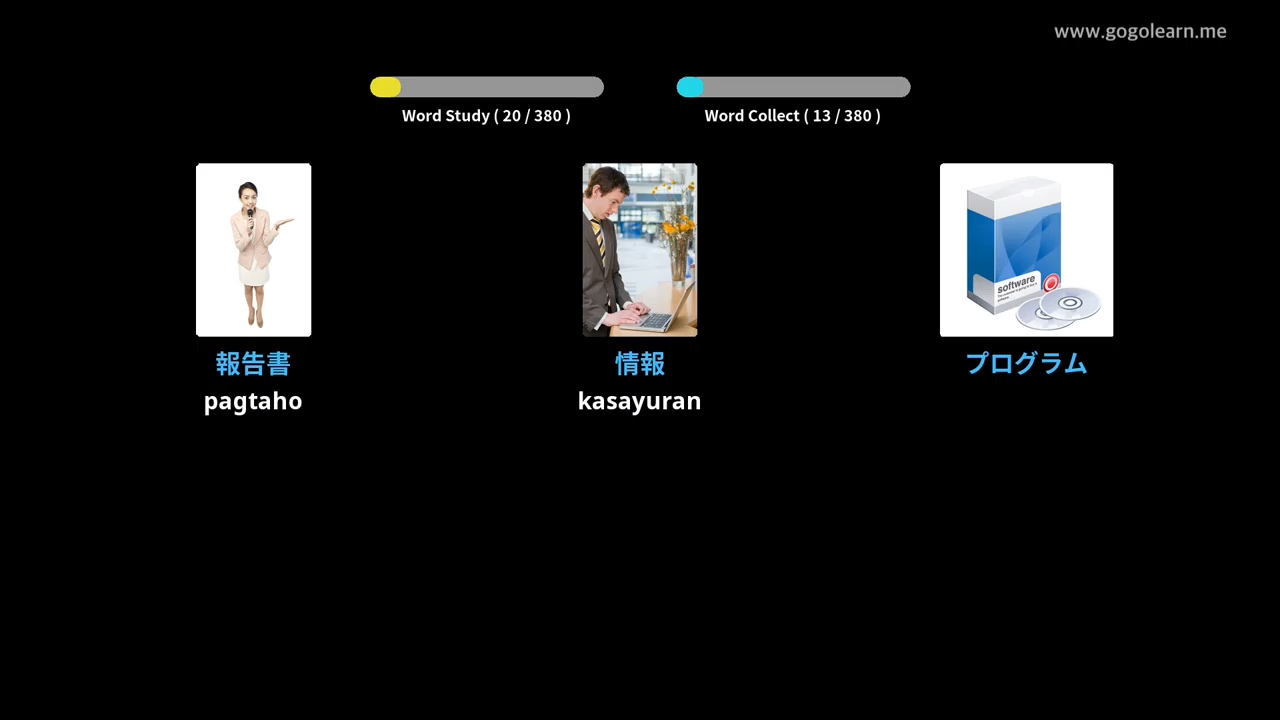 www.gogolearn.me
Word Study ( 20 / 380 )
Word Collect ( 13 / 380 )
software
報告書
情報
プログラム
pagtaho
kasayuran